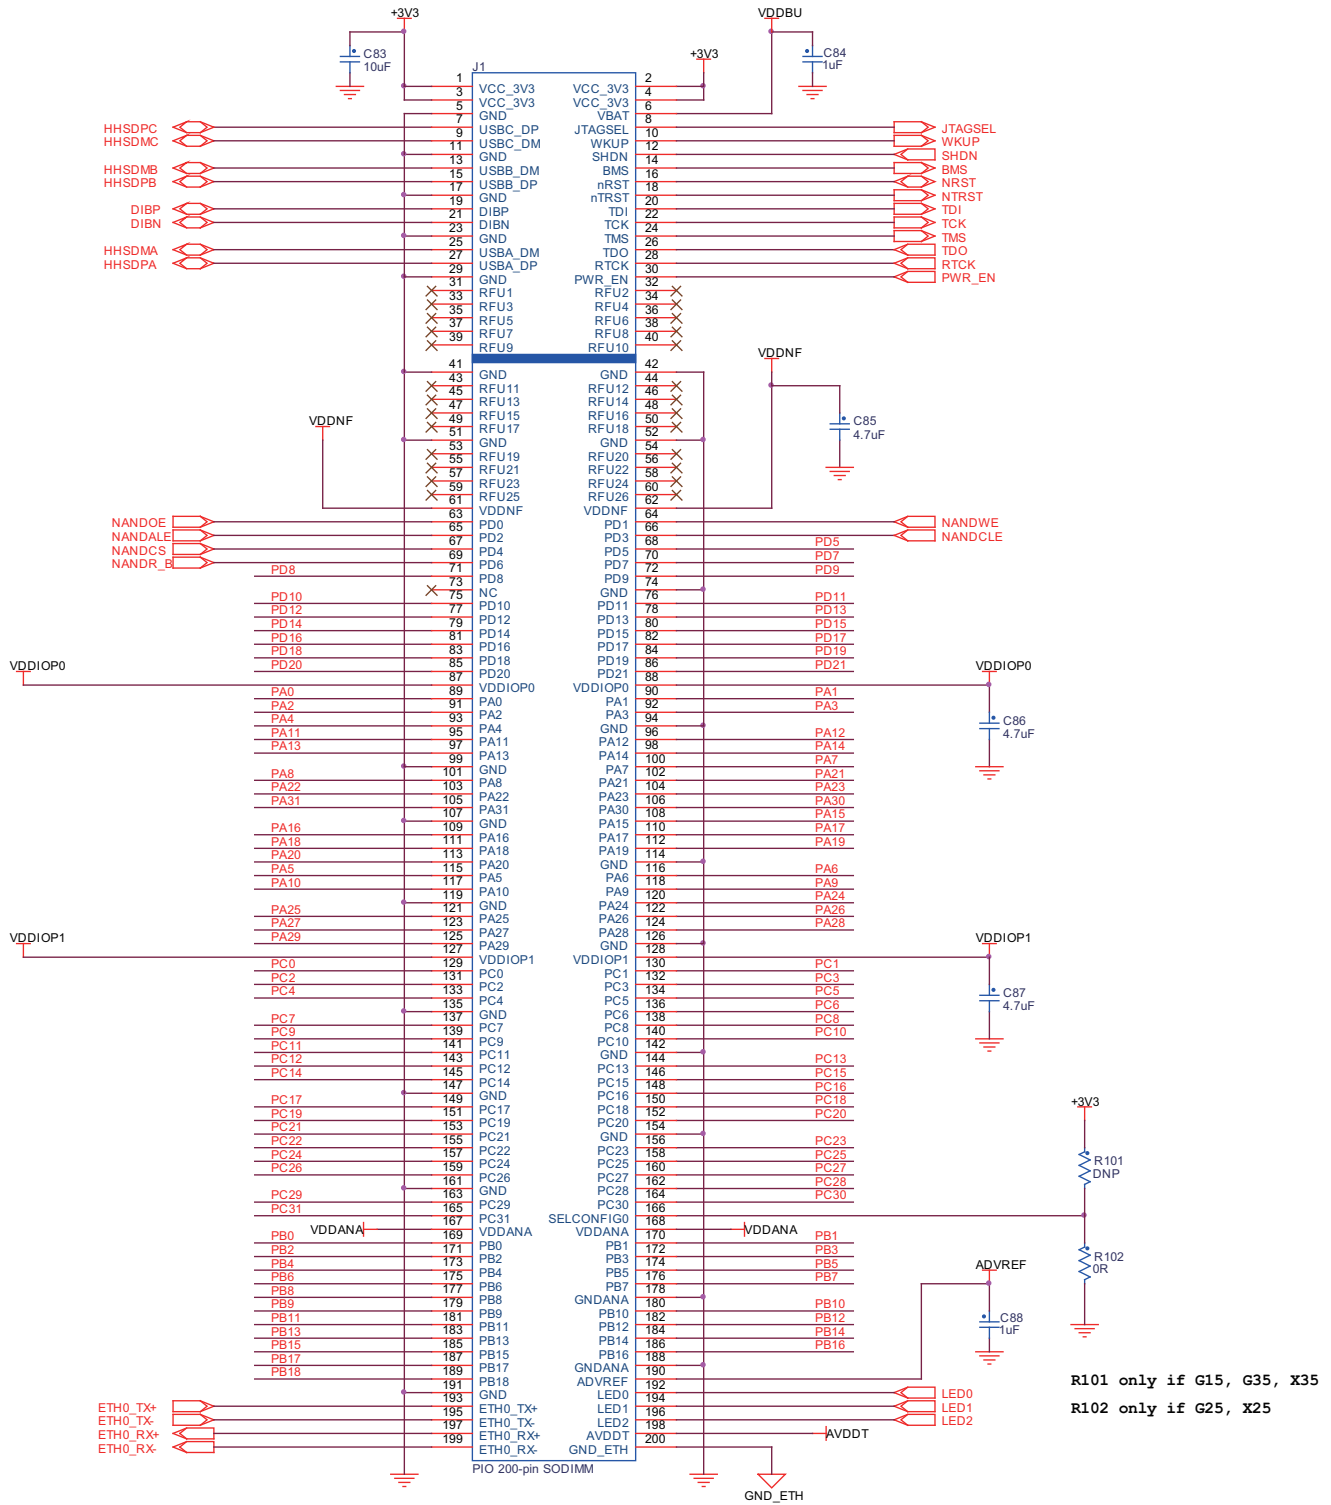 +3V3
VDDBU
C83
10uF
+3V3
C84
1uF
J1
1 VCC_3V3 VCC_3V3 2
3 VCC_3V3 VCC_3V3 4
5 GND VBAT 6
HHSDPC 7 USBC_DP JTAGSEL 8 JTAGSEL
HHSDMC 9 USBC_DM WKUP 10 WKUP
11 GND SHDN 12 SHDN
HHSDMB 13 USBB_DM BMS 14 BMS
HHSDPB 15 USBB_DP nRST 16 NRST
17 GND nTRST 18 NTRST
DIBP 19 DIBP TDI 20 TDI
DIBN 21 DIBN TCK 22 TCK
23 GND TMS 24 TMS
HHSDMA 25 USBA_DM TDO 26 TDO
HHSDPA 27 USBA_DP RTCK 28 RTCK
29 GND PWR_EN 30 PWR_EN
31 RFU1 RFU2 32
33 RFU3 RFU4 34
35 RFU5 RFU6 36
37 RFU7 RFU8 38
39 RFU9 RFU10 40
VDDNF
41 GND GND 42
43 RFU11 RFU12 44
45 RFU13 RFU14 46
47 RFU15 RFU16 48
49 RFU17 RFU18 50
C85
4.7uF
VDDNF
51 GND GND 52
53 RFU19 RFU20 54
55 RFU21 RFU22 56
57 RFU23 RFU24 58
59 RFU25 RFU26 60
61 VDDNF VDDNF 62
NANDOE 63 PD0 PD1 64 NANDWE
NANDALE 65 PD2 PD3 66 NANDCLE
NANDCS 67 PD4 PD5 68 PD5
NANDR_B 69 PD6 PD7 70 PD7
PD8 71 PD8 PD9 72 PD9
73 NC GND 74
PD10 75 PD10 PD11 76 PD11
PD12 77 PD12 PD13 78 PD13
PD14 79 PD14 PD15 80 PD15
PD16 81 PD16 PD17 82 PD17
PD18 83 PD18 PD19 84 PD19
PD20 85 PD20 PD21 86 PD21
VDDIOP0 87 VDDIOP0 VDDIOP0 88 VDDIOP0
PA0 89 PA0 PA1 90 PA1
PA2 91 PA2 PA3 92 PA3
PA4 93 PA4 GND 94
C86
4.7uF
PA11 95 PA11 PA12 96 PA12
PA13 97 PA13 PA14 98 PA14
99 GND PA7 100 PA7
PA8 101 PA8 PA21 102 PA21
PA22 103 PA22 PA23 104 PA23
PA31 105 PA31 PA30 106 PA30
107 GND PA15 108 PA15
PA16 109 PA16 PA17 110 PA17
PA18 111 PA18 PA19 112 PA19
PA20 113 PA20 GND 114
PA5 115 PA5 PA6 116 PA6
PA10 117 PA10 PA9 118 PA9
119 GND PA24 120 PA24
PA25 121 PA25 PA26 122 PA26
PA27 123 PA27 PA28 124 PA28
PA29 125 PA29 GND 126
VDDIOP1 127 VDDIOP1 VDDIOP1 128 VDDIOP1
PC0 129 PC0 PC1 130 PC1
PC2 131 PC2 PC3 132 PC3
PC4 133 PC4 PC5 134 PC5
C87
4.7uF
135 GND PC6 136 PC6
PC7 137 PC7 PC8 138 PC8
PC9 139 PC9 PC10 140 PC10
PC11 141 PC11 GND 142
PC12 143 PC12 PC13 144 PC13
PC14 145 PC14 PC15 146 PC15
147 GND PC16 148 PC16
PC17 149 PC17 PC18 150 PC18
PC19 151 PC19 PC20 152 PC20
PC21 153 PC21 GND 154
PC22 155 PC22 PC23 156 PC23
PC24 157 PC24 PC25 158 PC25
PC26 159 PC26 PC27 160 PC27
161 GND PC28 162 PC28
PC29 163 PC29 PC30 164 PC30
PC31 165 PC31 SELCONFIG0 166
+3V3
R101
DNP
VDDANA 167 VDDANA VDDANA 168 VDDANA
PB0 169 PB0 PB1 170 PB1
PB2 171 PB2 PB3 172 PB3
PB4 173 PB4 PB5 174 PB5
PB6 175 PB6 PB7 176 PB7
R102
0R
ADVREF
PB8 177 PB8 GNDANA 178
PB9 179 PB9 PB10 180 PB10
PB11 181 PB11 PB12 182 PB12
PB13 183 PB13 PB14 184 PB14
PB15 185 PB15 PB16 186 PB16
C88
1uF
PB17 187 PB17 GNDANA 188
PB18 189 PB18 ADVREF 190
191 GND LED0 192 LED0
ETH0_TX+ 193 ETH0_TX+ LED1 194 LED1
ETH0_TX- 195 ETH0_TX- LED2 196 LED2
ETH0_RX+ 197 ETH0_RX+ AVDDT 198 AVDDT
ETH0_RX- 199 ETH0_RX- GND_ETH 200
R101 only if G15, G35, X35
R102 only if G25, X25
PIO 200-pin SODIMM
GND_ETH